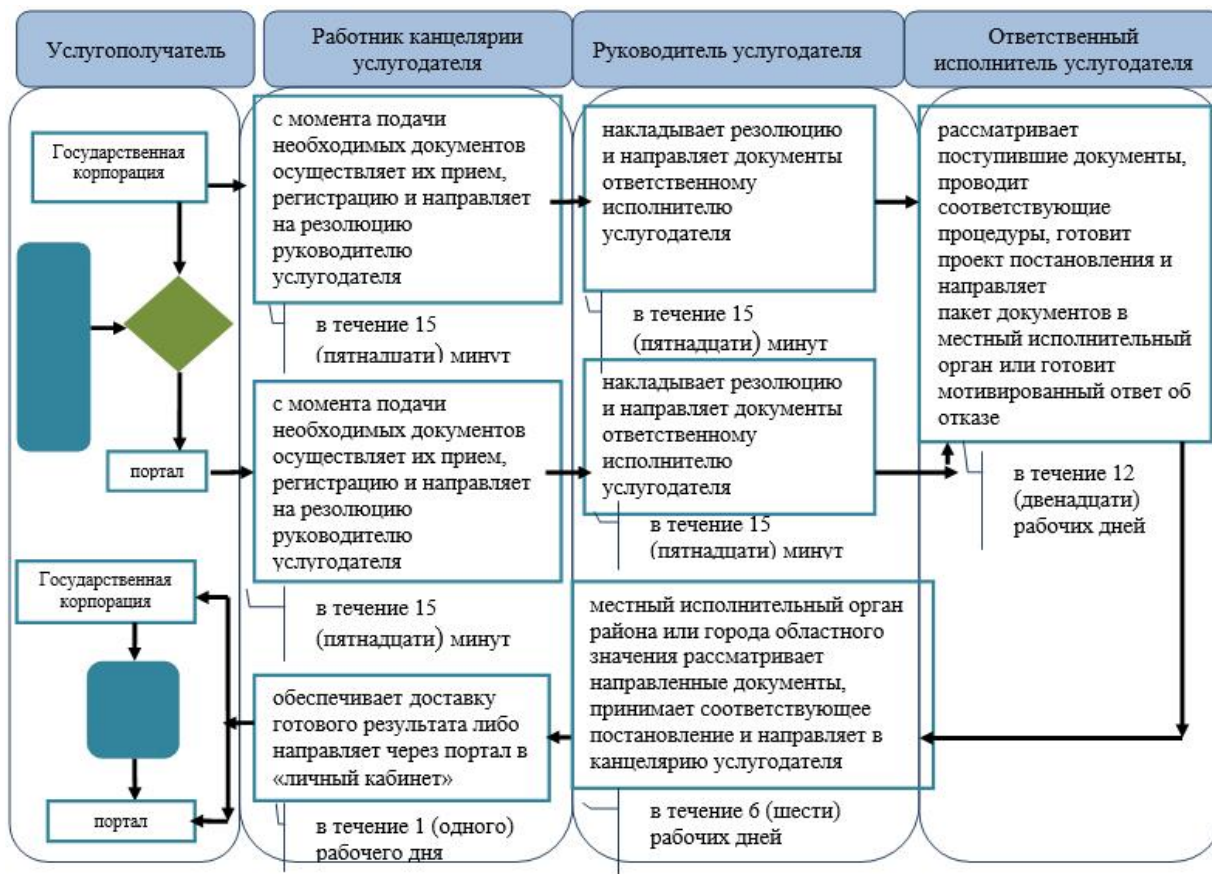 Услугополучатель
Работник канцелярии
услугодателя
Руководитель услугодателя
Ответственный
исполнитель услугодателя
Государственная
корпорация
с момента подачи
необходимых документов
осуществляет их прием,
регистрацию и направляет
на резолюцию
руководителю
услугодателя
в течение 15
(пятнадцати) минут
накладывает резолюцию
и направляет документы
ответственному
исполнителю
услугодателя
в течение 15
(пятнадцати) минут
рассматривает
поступившие документы,
проводит
соответствующие
процедуры, готовит
проект постановления и
направляет
пакет документов в
местный исполнительный
орган или готовит
мотивированный ответ об
отказе
в течение 12
(двенадцати)
рабочих дней
портал
с момента подачи
необходимых документов
осуществляет их прием,
регистрацию и направляет
на резолюцию
руководителю
услугодателя
в течение 15
(пятнадцати) минут
накладывает резолюцию
и направляет документы
ответственному
исполнителю
услугодателя
в течение 15
(пятнадцати) минут
местный исполнительный орган
района или города областного
значения рассматривает
направленные документы,
принимает соответствующее
постановление и направляет в
канцелярию услугодателя
в течение 6 (шести)
рабочих дней
обеспечивает доставку
готового результата либо
направляет через портал в
«личный кабинет»
в течение 1 (одного)
рабочего дня
Государственная
корпорация
портал